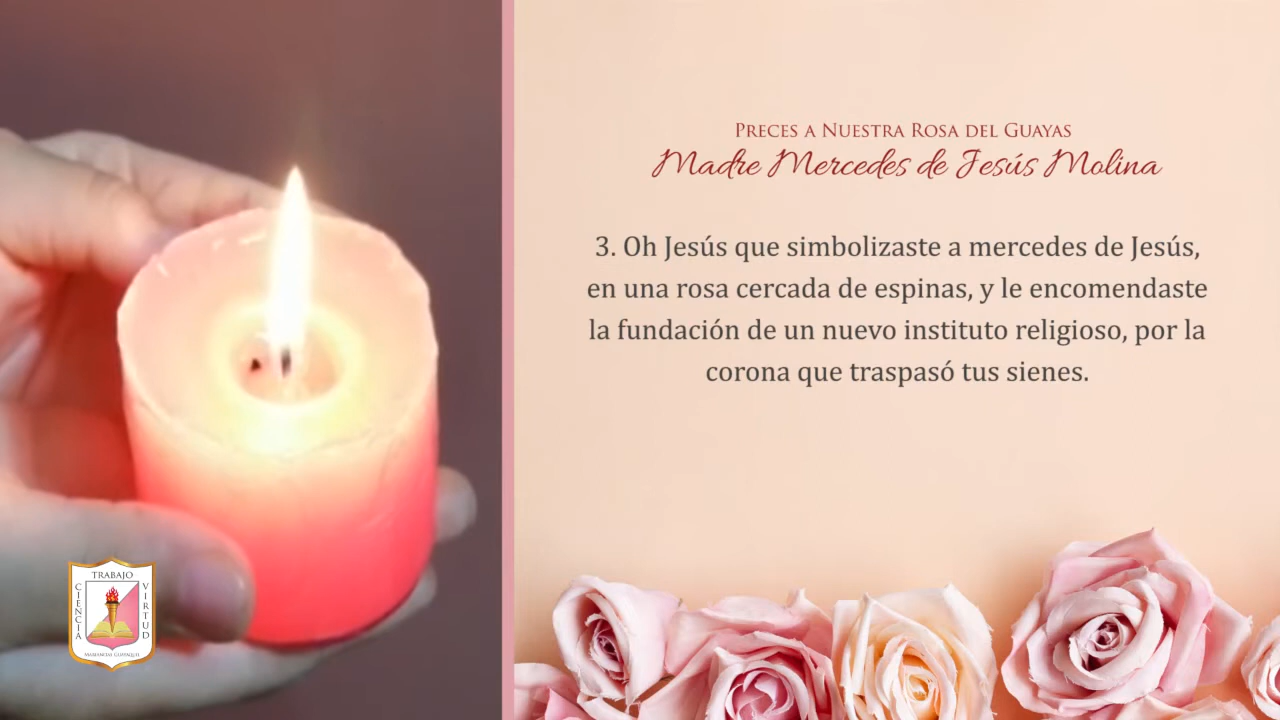 Preces a Nuestra Rosa del Guayas
Madre Mercedes de Jesús Molina
3. Oh Jesús que simbolizaste a mercedes de Jesús,
en una rosa cercada de espinas, y le encomendaste
la fundación de un nuevo instituto religioso, por la
corona que traspasó tus sienes.
TRABAJO
CIENCIA
VIRTUD
Marianitas Guayaquil